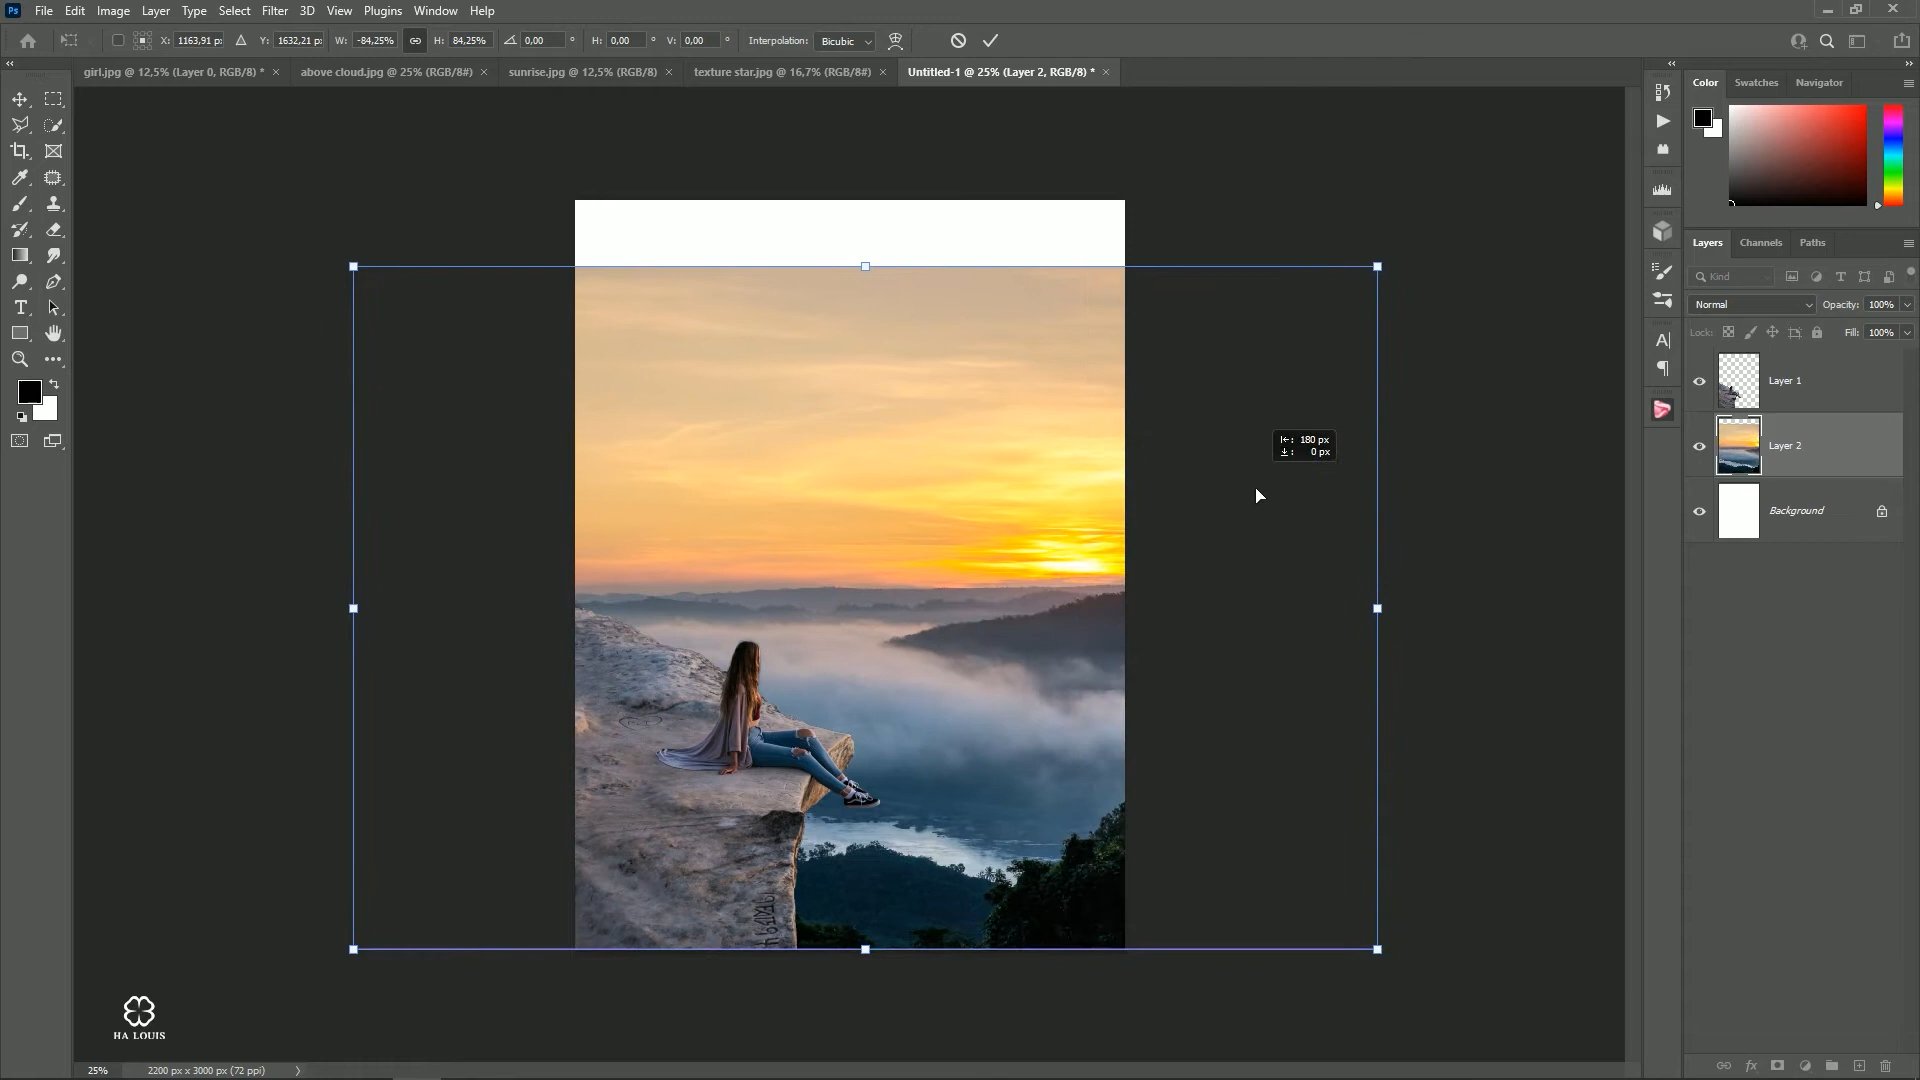 Ps File Edit Image Layer Type Select Filter 3D View Plugins Window Help
X: 1163,91 p: Y: 1632,21 p: W: -84,25% H: 84,25% 0,00 ° H: 0,00 ° V: 0,00 ° Interpolation: Bicubic
girl.jpg @ 12,5% (Layer 0, RGB/8) * × above cloud.jpg @ 25% (RGB/8#) × sunrise.jpg @ 12,5% (RGB/8) × texture star.jpg @ 16,7% (RGB/8#) × Untitled-1 @ 25% (Layer 2, RGB/8) * ×
Color Swatches Navigator
Layers Channels Paths
Kind
Normal Opacity: 100%
Lock: Fill: 100%
Layer 1
Layer 2
Background
180 px
0 px
HA LOUIS
25% 2200 px x 3000 px (72 ppi)